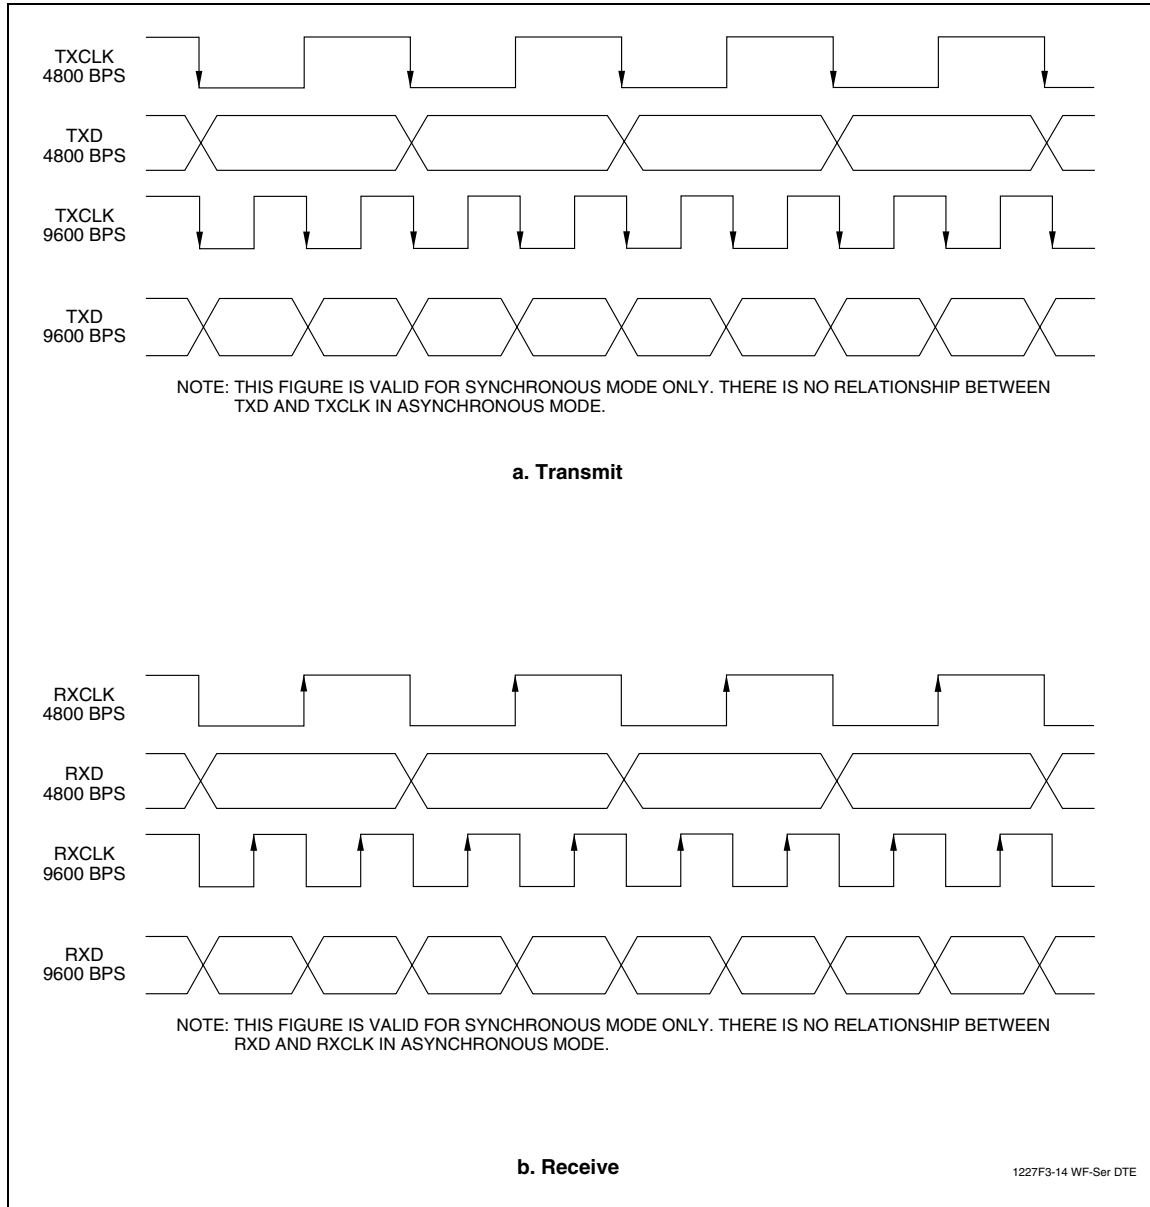 TXCLK
4800 BPS
TXD
4800 BPS
TXCLK
9600 BPS
TXD
9600 BPS
NOTE: THIS FIGURE IS VALID FOR SYNCHRONOUS MODE ONLY. THERE IS NO RELATIONSHIP BETWEEN
TXD AND TXCLK IN ASYNCHRONOUS MODE.
a. Transmit
RXCLK
4800 BPS
RXD
4800 BPS
RXCLK
9600 BPS
RXD
9600 BPS
NOTE: THIS FIGURE IS VALID FOR SYNCHRONOUS MODE ONLY. THERE IS NO RELATIONSHIP BETWEEN
RXD AND RXCLK IN ASYNCHRONOUS MODE.
b. Receive
1227F3-14 WF-Ser DTE